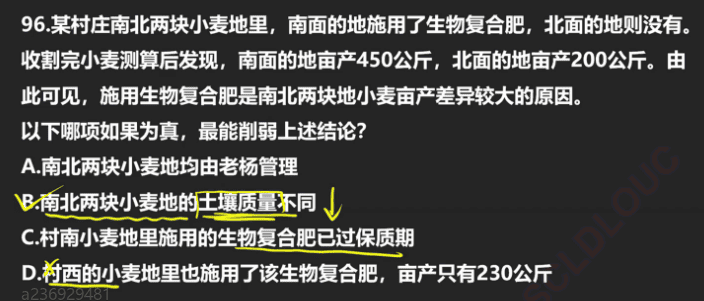 96.某村庄南北两块小麦地里，南面的地施用了生物复合肥，北面的地则没有。
收割完小麦测算后发现，南面的地亩产450公斤，北面的地亩产200公斤。由
此可见，施用生物复合肥是南北两块地小麦亩产差异较大的原因。
以下哪项如果为真，最能削弱上述结论？
A.南北两块小麦地均由老杨管理
B.南北两块小麦地的土壤质量不同
C.村南小麦地里施用的生物复合肥已过保质期
D.村西的小麦地里也施用了该生物复合肥，亩产只有230公斤
a236929481